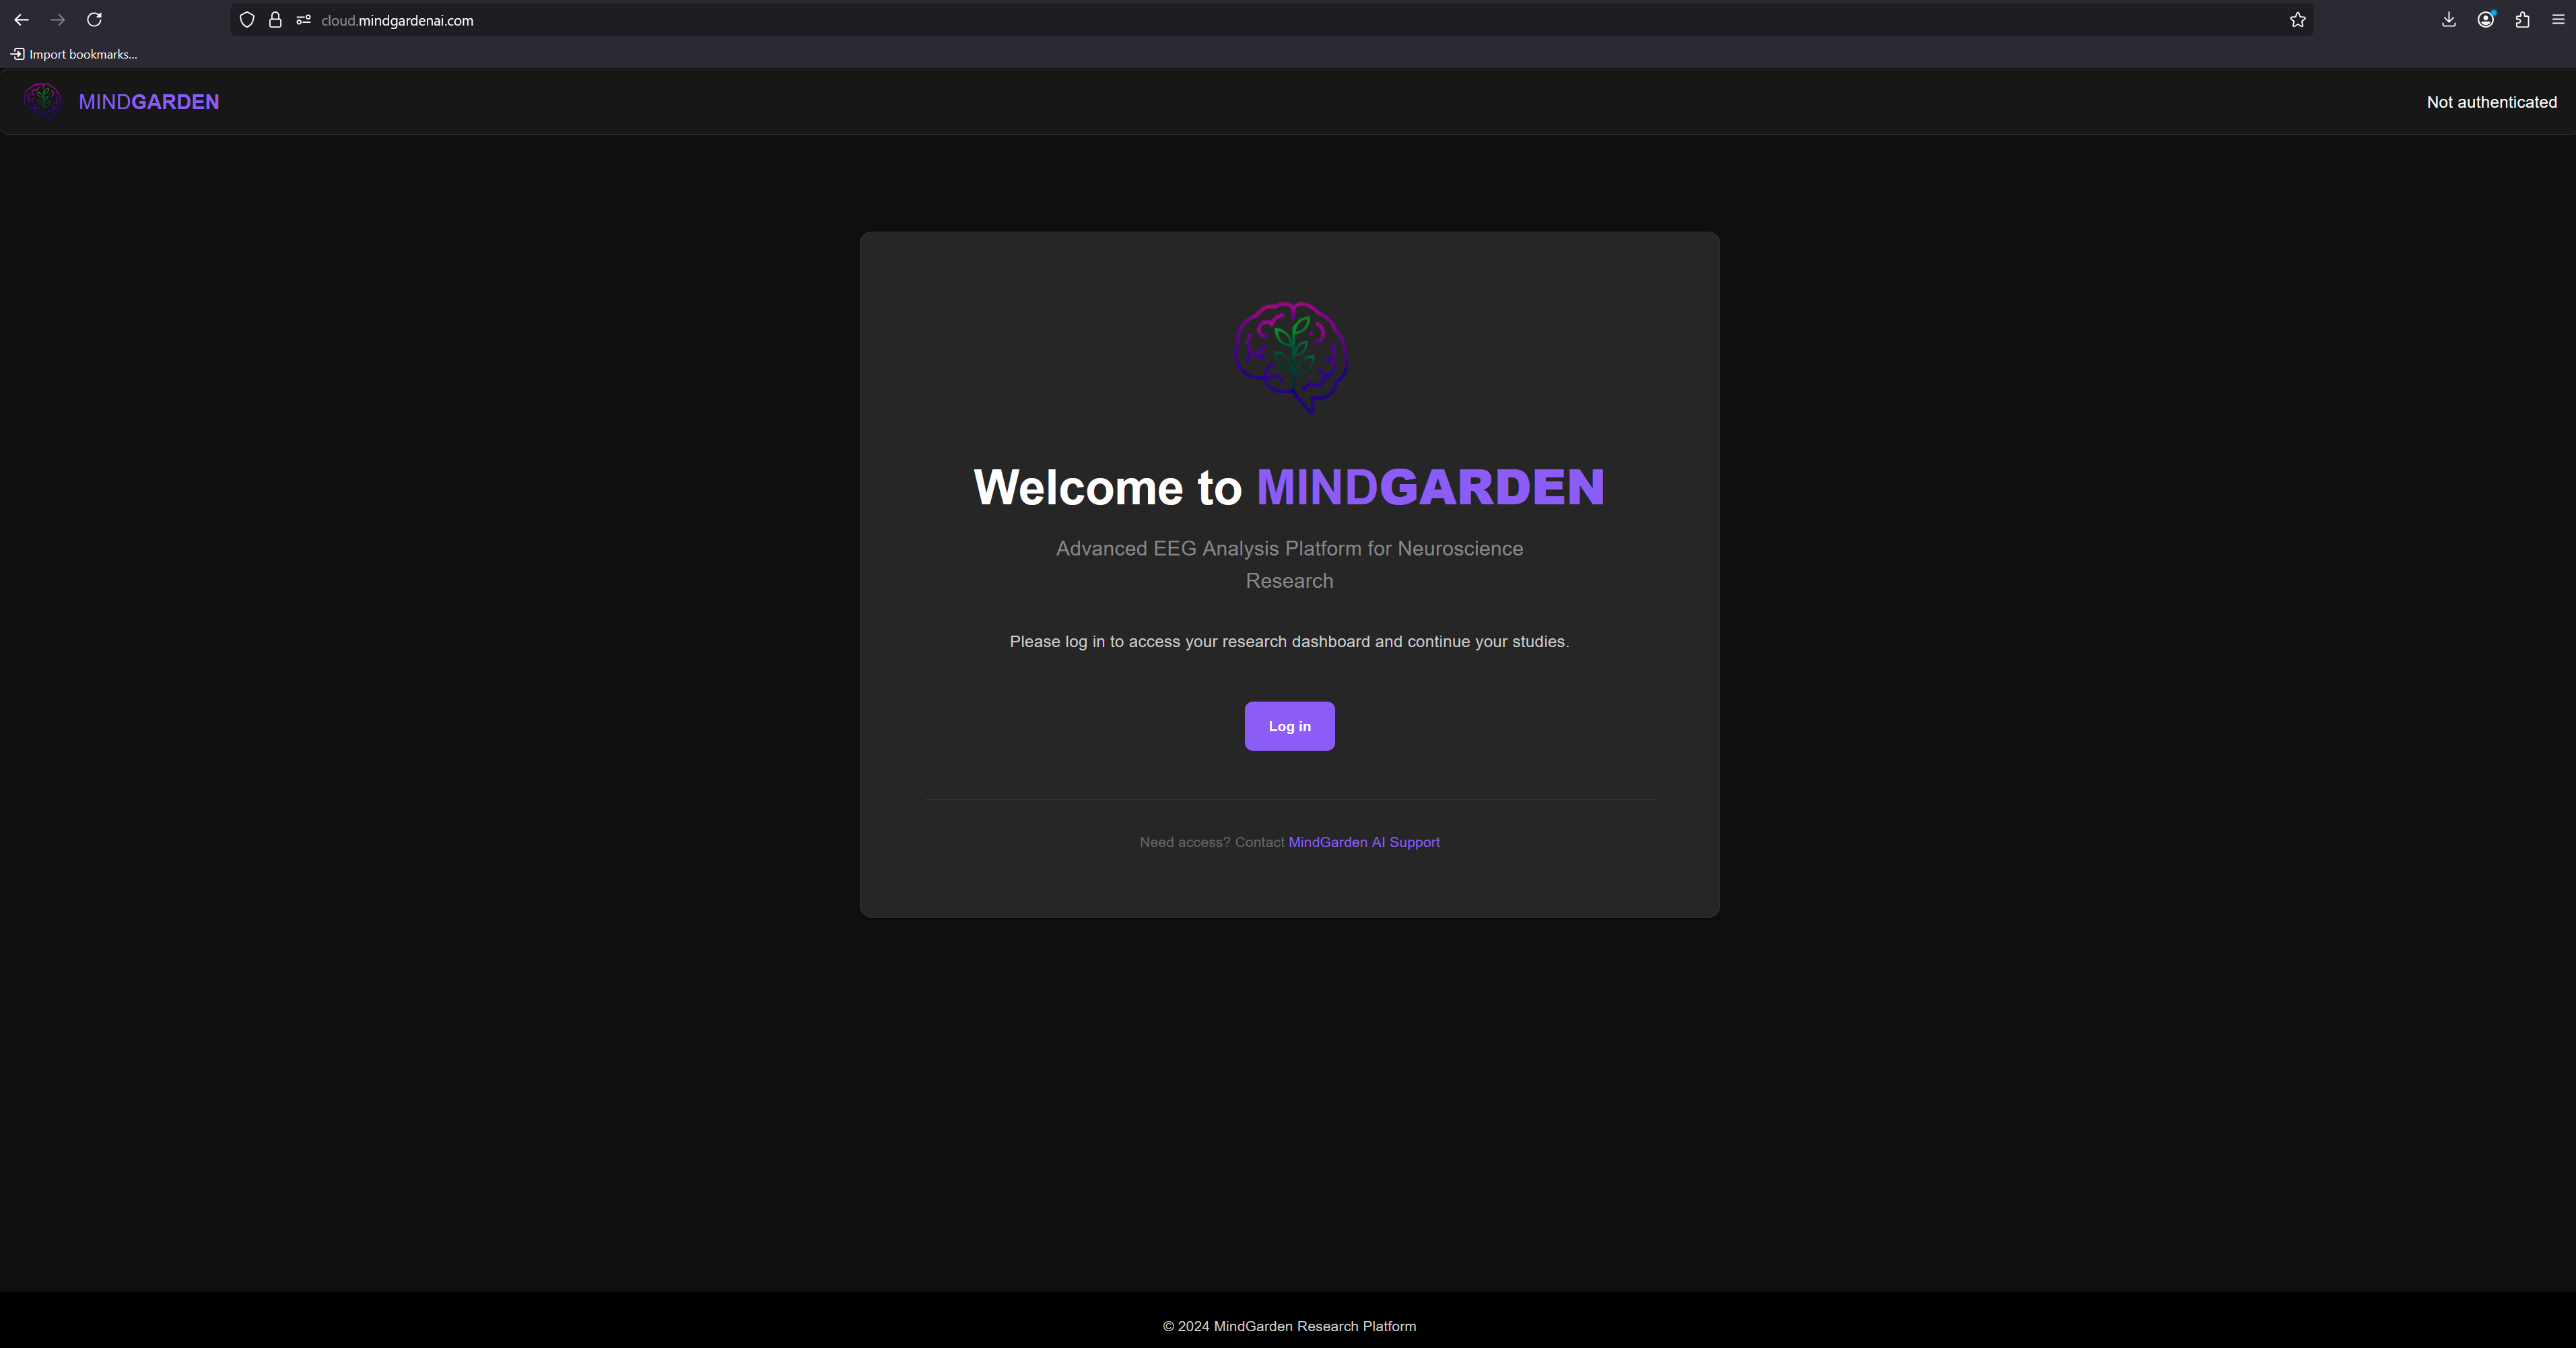 cloud.mindgardenai.com
Import bookmarks...
MINDGARDEN
Not authenticated
Welcome to MINDGARDEN
Advanced EEG Analysis Platform for Neuroscience
Research
Please log in to access your research dashboard and continue your studies.
Log in
Need access? Contact MindGarden AI Support
© 2024 MindGarden Research Platform